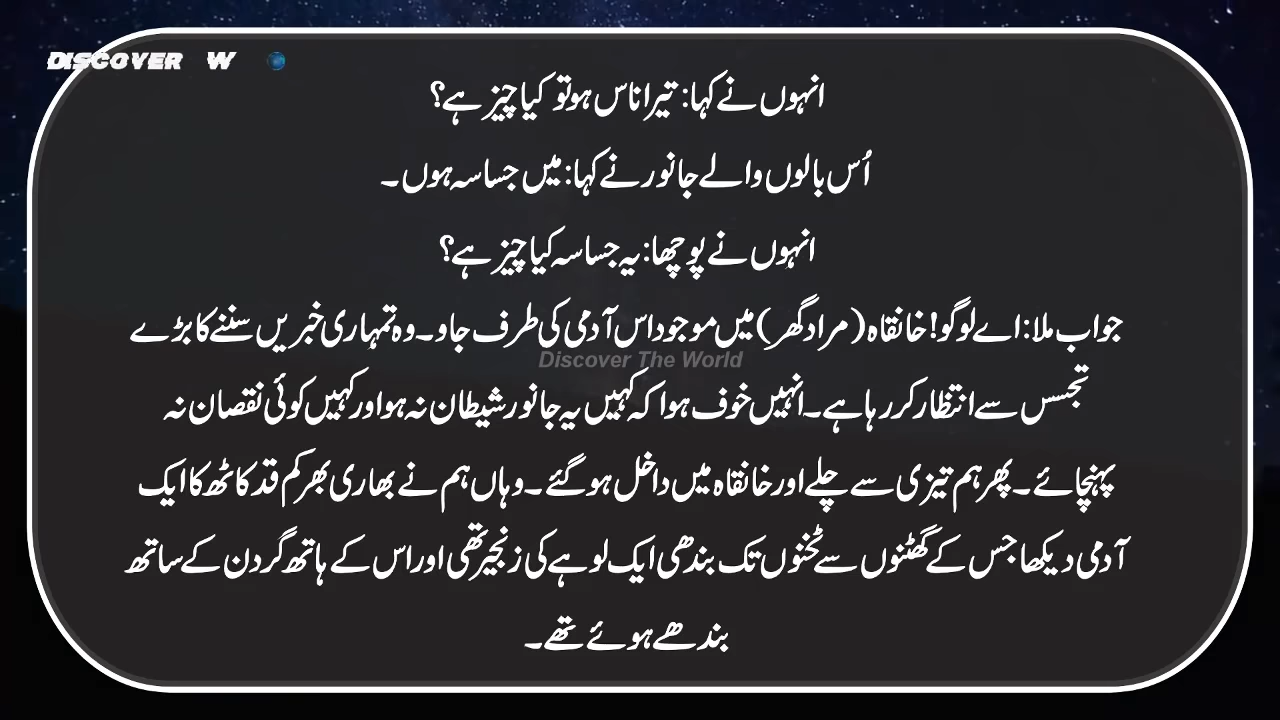 DISCOVER W
انہوں نے کہا: تیرا ناس ہو تو کیا چیز ہے؟
اُس بالوں والے جانور نے کہا: میں جساسہ ہوں۔
انہوں نے پوچھا: یہ جساسہ کیا چیز ہے؟
جواب ملا: اے لوگو! خانقاہ (مراد گھر) میں موجود اس آدمی کی طرف جاو۔ وہ تمہاری خبریں سننے کا بڑے
Discover The World
تجسس سے انتظار کر رہا ہے۔ انہیں خوف ہوا کہ کہیں یہ جانور شیطان نہ ہو اور کہیں کوئی نقصان نہ
پہنچائے۔ پھر ہم تیزی سے چلے اور خانقاہ میں داخل ہو گئے۔ وہاں ہم نے بھاری بھر کم قد کاٹھ کا ایک
آدمی دیکھا جس کے گھٹنوں سے ٹخنوں تک بندھی ایک لوہے کی زنجیر تھی اور اس کے ہاتھ گردن کے ساتھ
بندھے ہوئے تھے۔